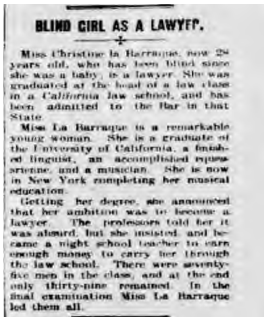 BLIND GIRL AS A LAWYER.
Miss Christine la Barraque, now 28
years old, who has been blind since
she was a baby, is a lawyer. She was
graduated at the head of a law class
in a California law school, and has
been admitted to the Bar in that
State.
Miss La Barraque is a remarkable
young woman. She is a graduate of
the University of California, a finish-
ed linguist, an accomplished eques-
trienne, and a musician. She is now
in New York completing her musical
education.
Getting her degree, she announced
that her ambition was to become a
lawyer. The professors told her it
was absurd, but she insisted, and be-
came a night school teacher to earn
enough money to carry her through
the law school. There were seventy-
five men in the class, and at the end
only thirty-nine remained. In the
final examination Miss La Barraque
led them all.